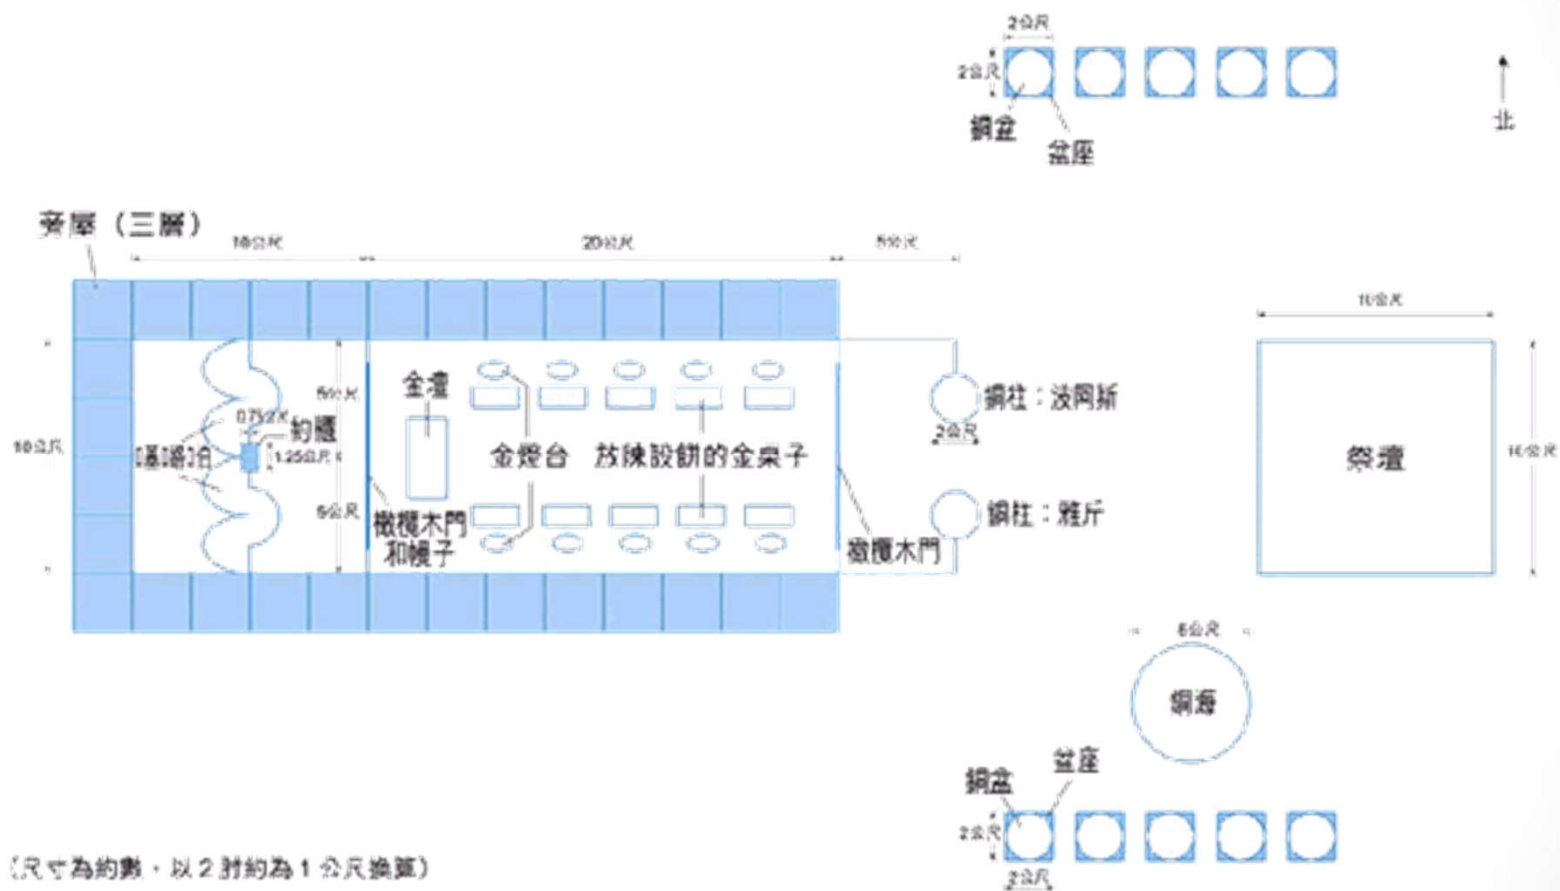 2公尺
2公尺
銅盆
盆座
北
旁屋（三層）
10公尺
20公尺
5公尺
10公尺
5公尺
金壇
銅柱：波阿斯
2公尺
0.75公尺
約櫃
1.25公尺
10公尺
基路伯
金燈台
放陳設餅的金桌子
祭壇
10公尺
5公尺
橄欖木門
和幔子
橄欖木門
銅柱：雅斤
銅海
盆座
銅盆
2公尺
2公尺
（尺寸為約數，以2肘約為1公尺換算）